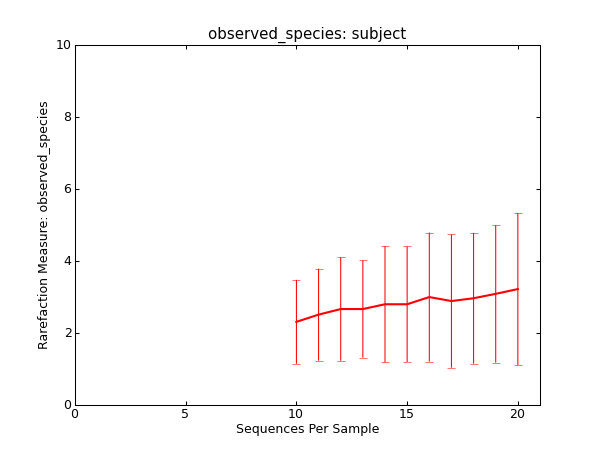 observed_species: subject
10
8
6
4
2
0
Rarefaction Measure: observed_species
0 5 10 15 20
Sequences Per Sample